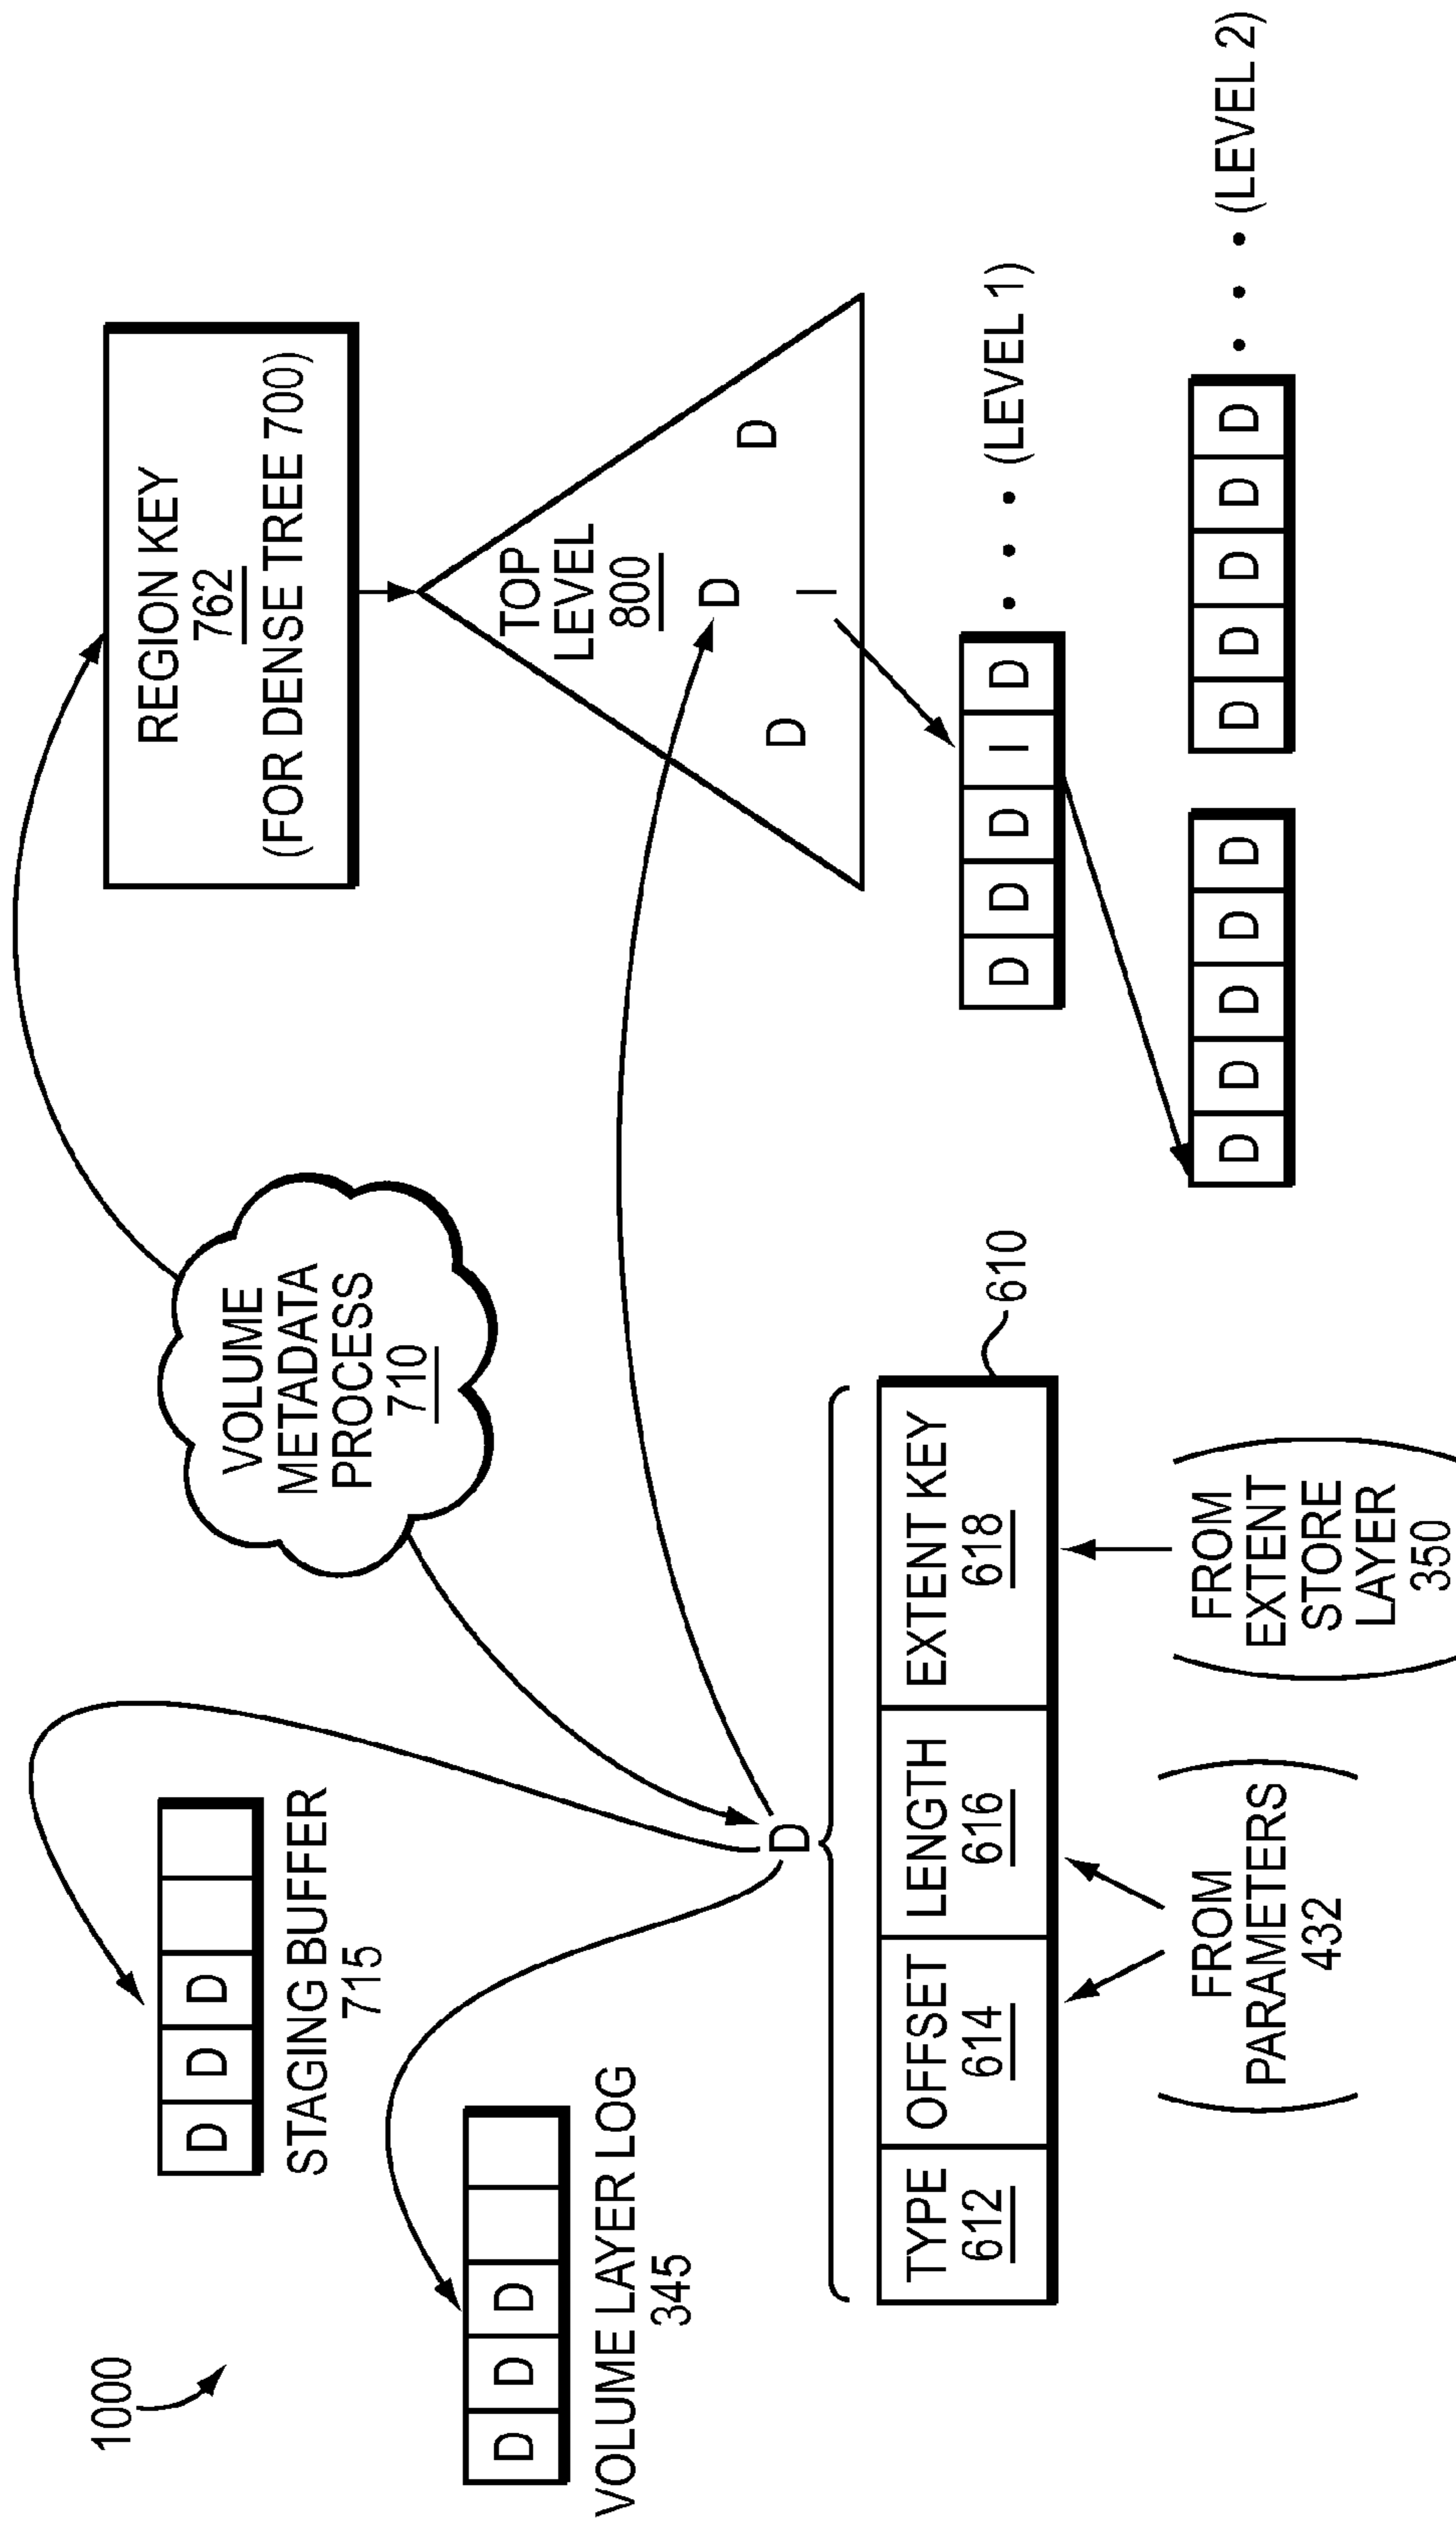 1000
D D D
STAGING BUFFER
715
D D D
VOLUME LAYER LOG
345
VOLUME
METADATA
PROCESS
710
REGION KEY
762
(FOR DENSE TREE 700)
TOP
LEVEL
800
D
D
D
I
D
D D D I D • • • (LEVEL 1)
D D D D D
D D D D D • • • (LEVEL 2)
TYPE
612
OFFSET
614
LENGTH
616
EXTENT KEY
618
610
FROM
PARAMETERS
432
FROM
EXTENT
STORE
LAYER
350